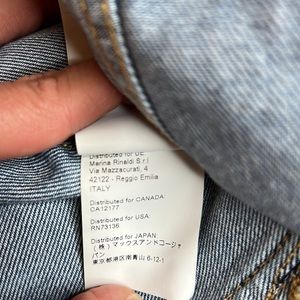 Distributed for UE:
Marina Rinaldi S.r.l
Via Mazzacurati, 4
42122 - Reggio Emilia
ITALY
Distributed for CANADA:
CA12177
Distributed for USA:
RN73136
Distributed for JAPAN:
(株) マックスアンドコージャ
パン
東京都港区南青山 6-12-1